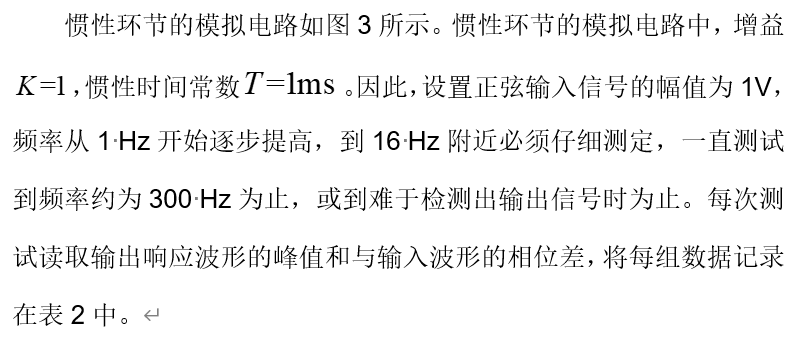 惯性环节的模拟电路如图 3 所示。惯性环节的模拟电路中，增益
K=1，惯性时间常数T=1ms。因此，设置正弦输入信号的幅值为 1V，
频率从 1·Hz 开始逐步提高，到 16·Hz 附近必须仔细测定，一直测试
到频率约为 300·Hz 为止，或到难于检测出输出信号时为止。每次测
试读取输出响应波形的峰值和与输入波形的相位差，将每组数据记录
在表 2 中。↵